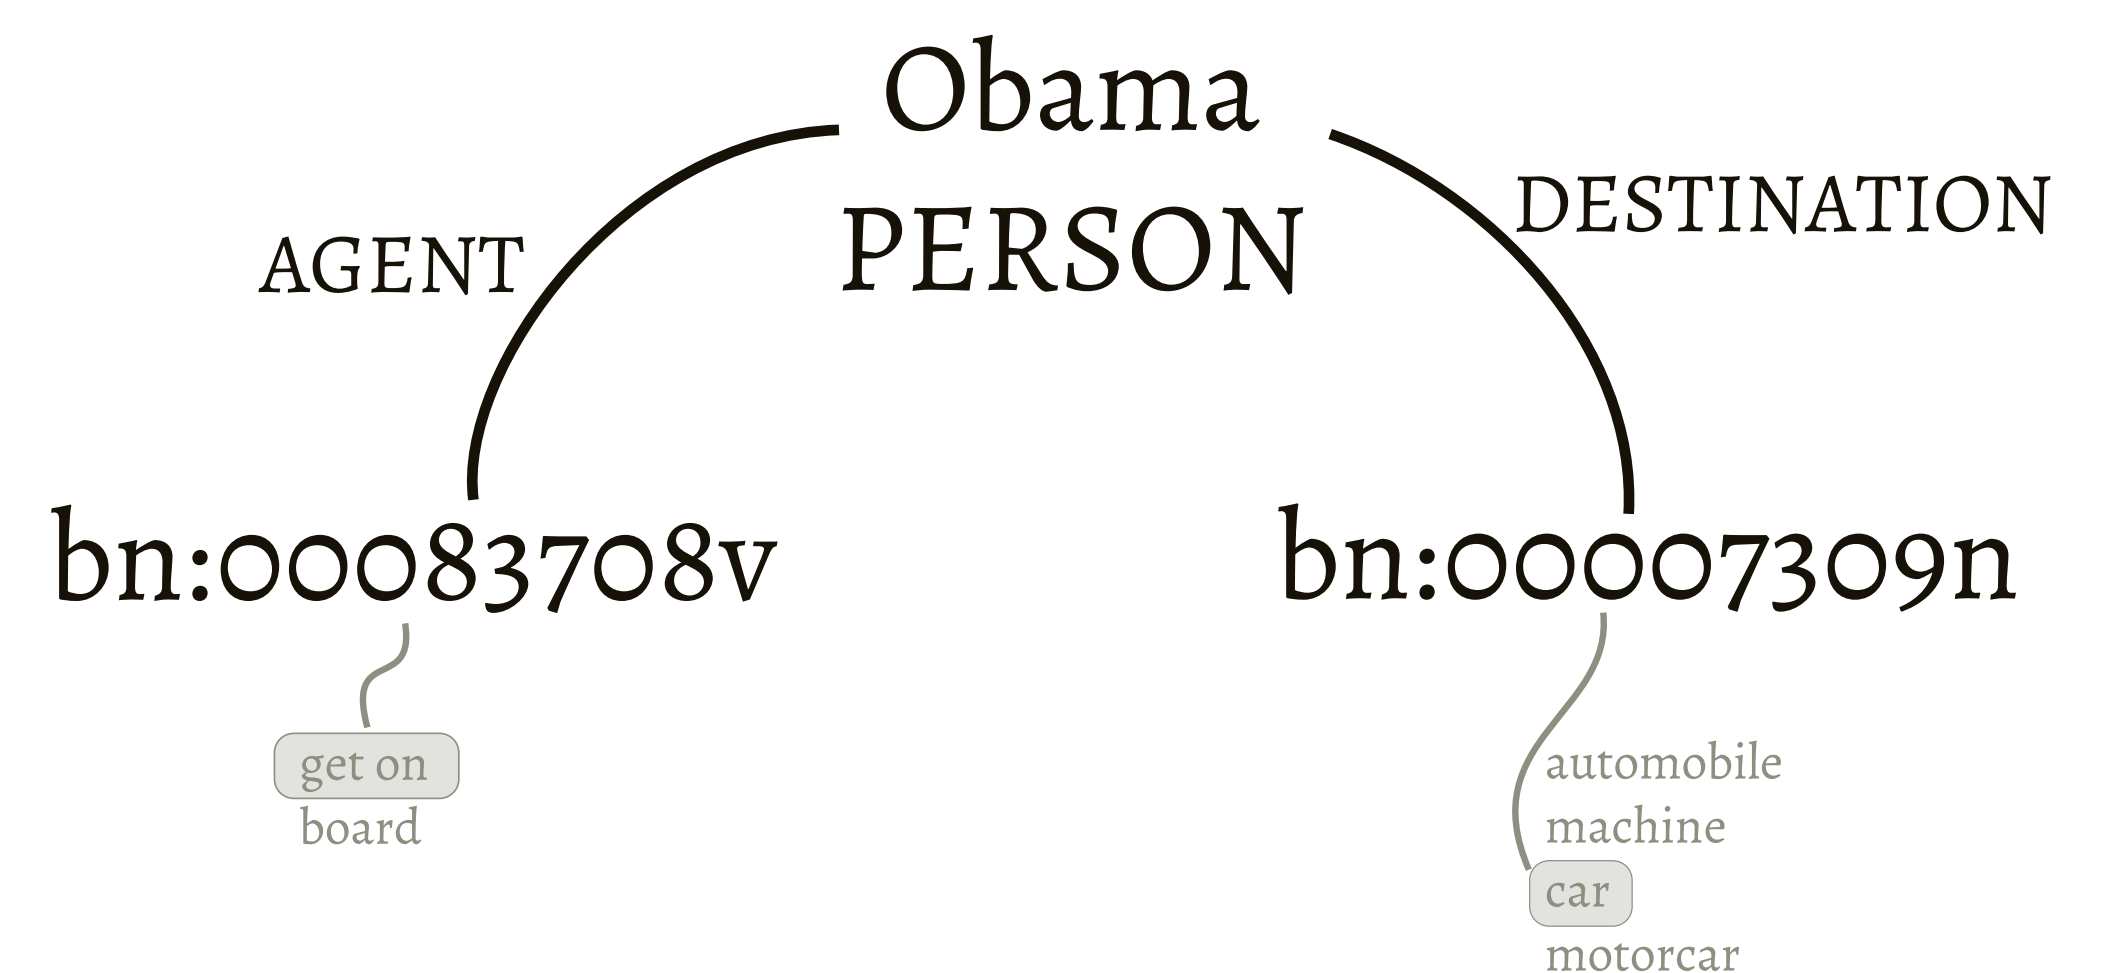 Obama
PERSON
AGENT
DESTINATION
bn:00083708v
bn:00007309n
get on
board
automobile
machine
car
motorcar